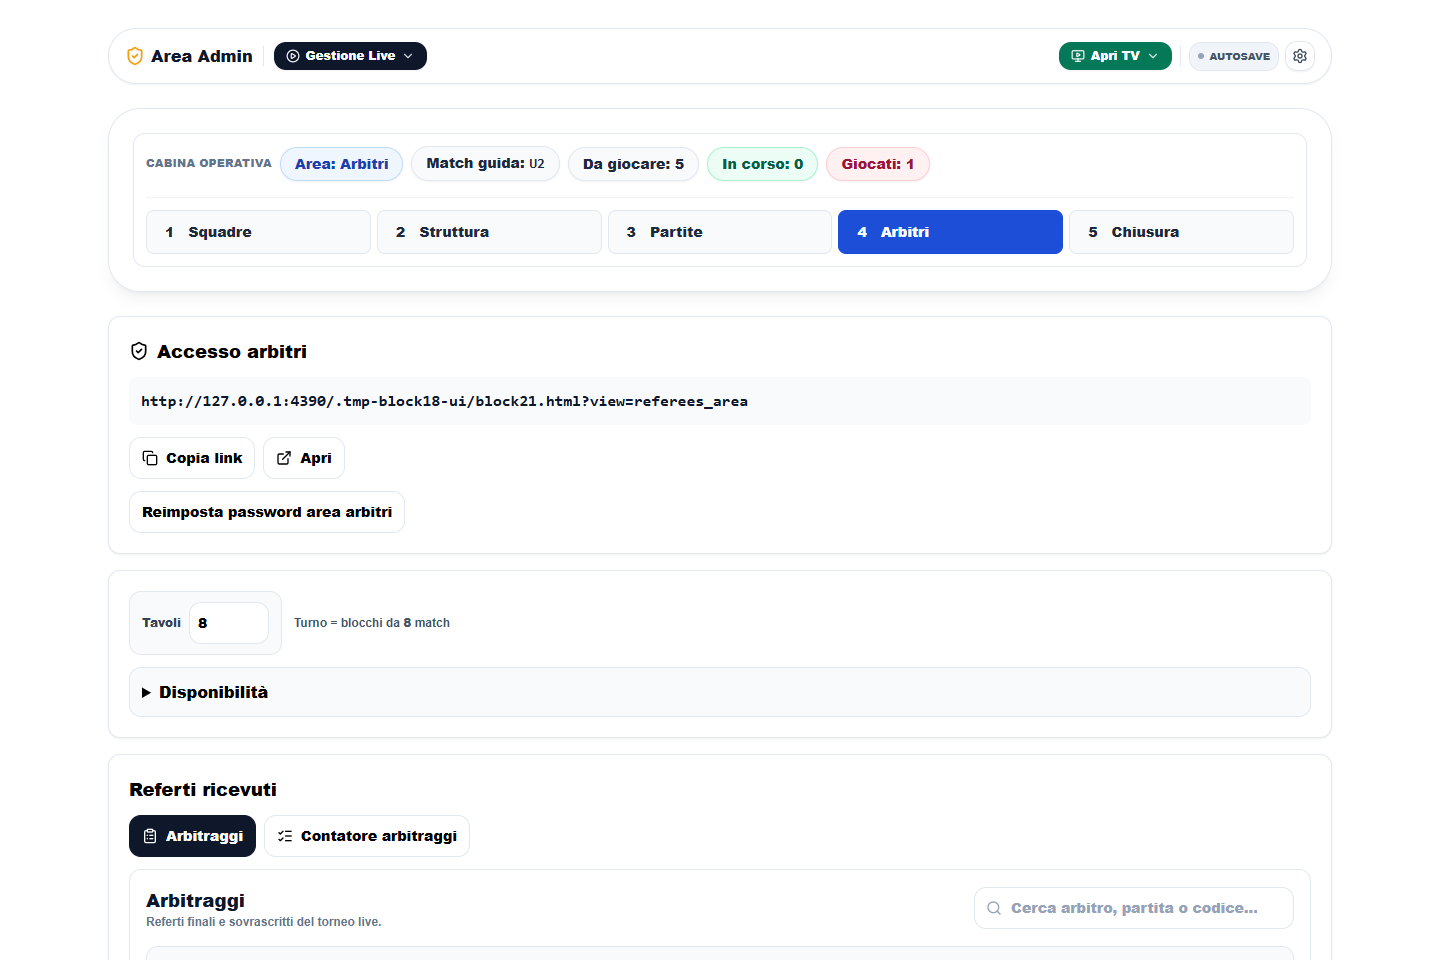 Area Admin
Gestione Live
Apri TV
AUTOSAVE
CABINA OPERATIVA
Area: Arbitri
Match guida: U2
Da giocare: 5
In corso: 0
Giocati: 1
1 Squadre
2 Struttura
3 Partite
4 Arbitri
5 Chiusura
Accesso arbitri
http://127.0.0.1:4390/.tmp-block18-ui/block21.html?view=referees_area
Copia link
Apri
Reimposta password area arbitri
Tavoli 8
Turno = blocchi da 8 match
Disponibilità
Referti ricevuti
Arbitraggi
Contatore arbitraggi
Arbitraggi
Referti finali e sovrascritti del torneo live.
Cerca arbitro, partita o codice...